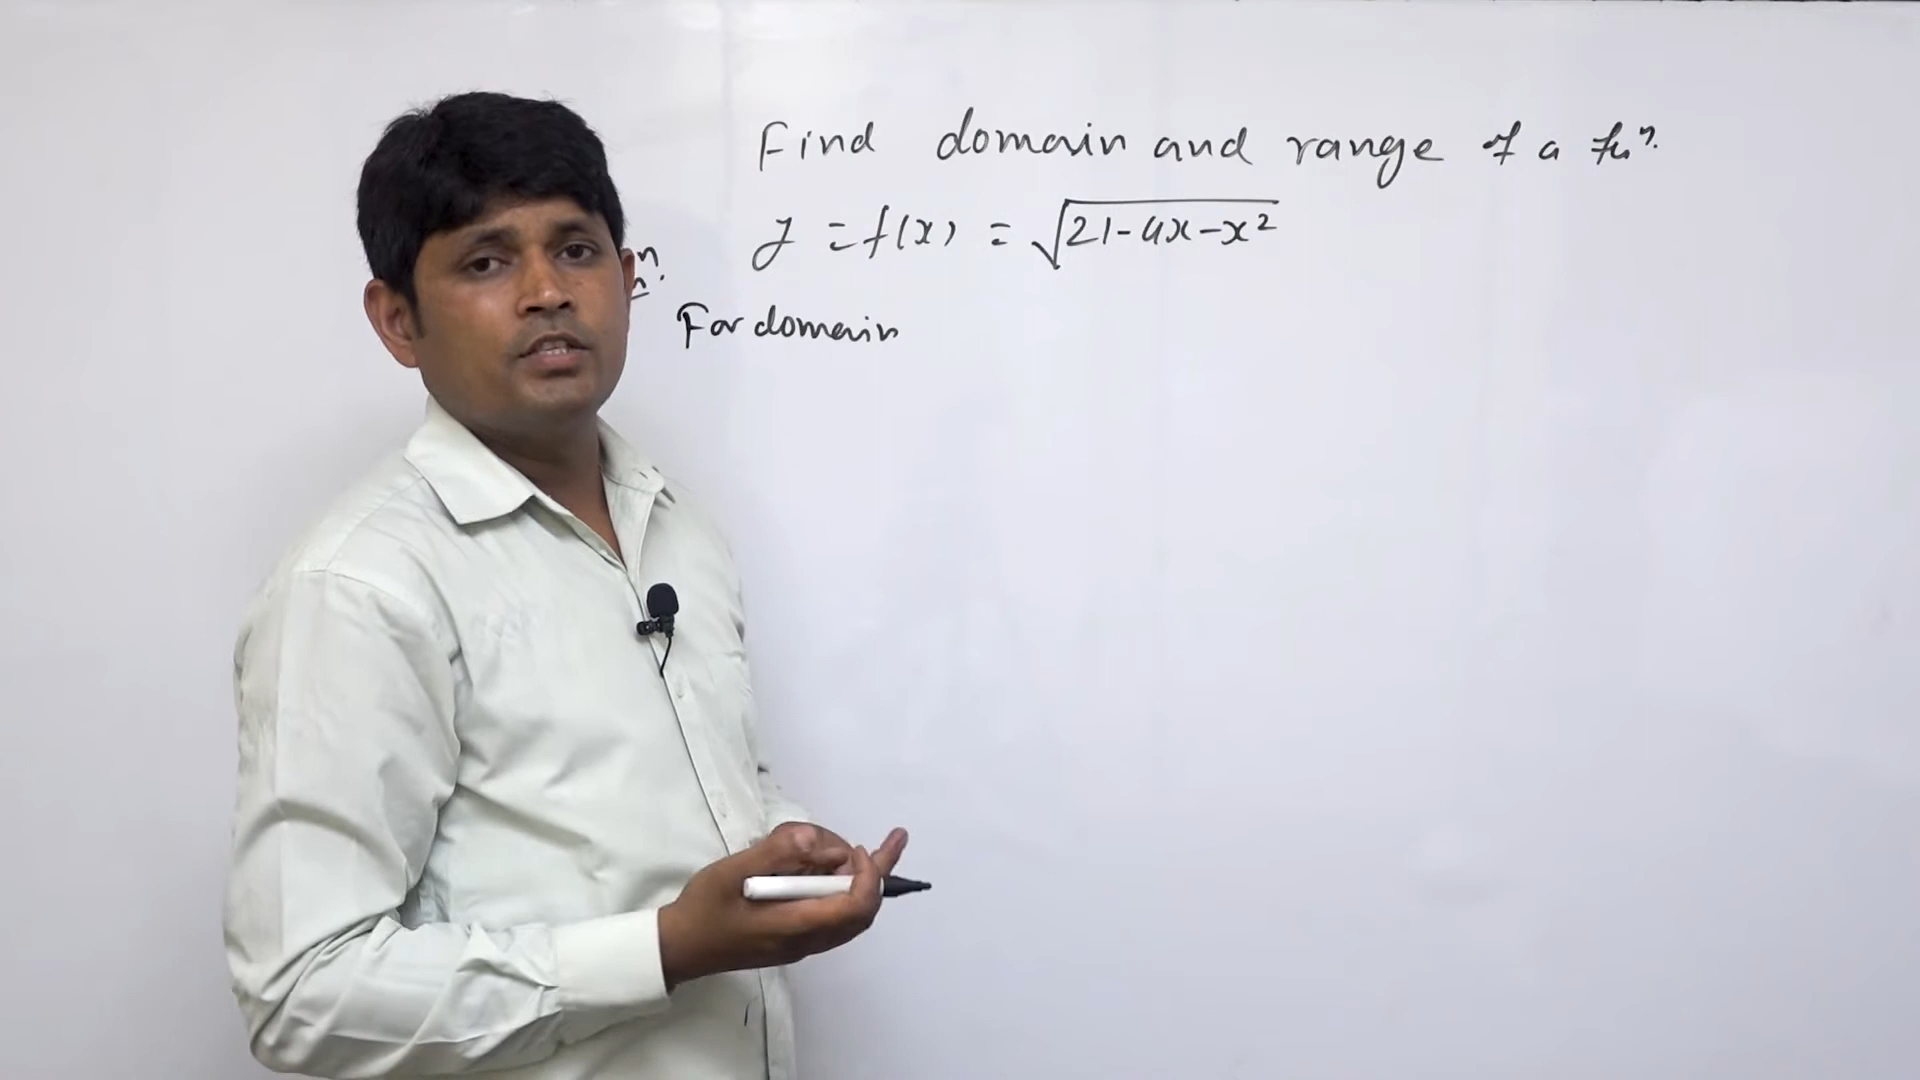 Find domain and range of a fn.
y = f(x) = √21-4x-x²
For domain